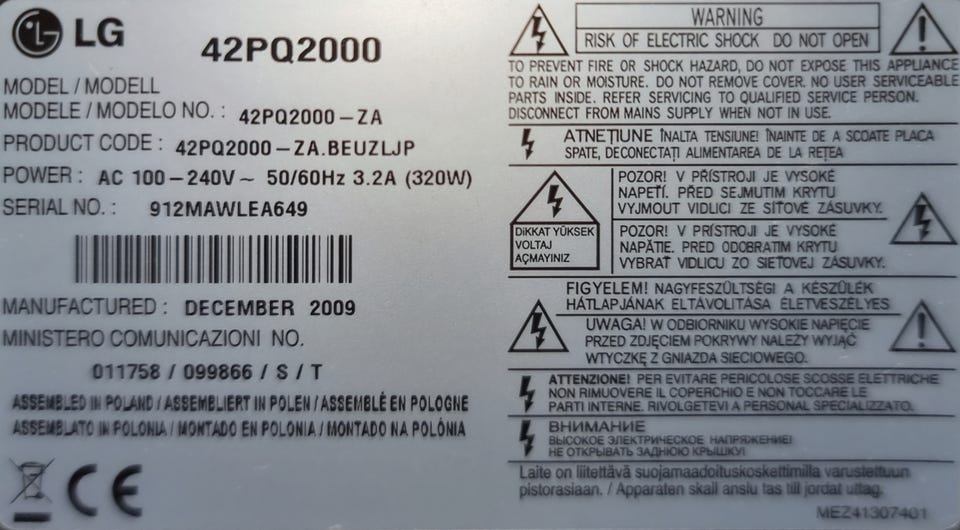 LG
42PQ2000
MODEL / MODELL
MODELE / MODELO NO. : 42PQ2000-ZA
PRODUCT CODE : 42PQ2000-ZA.BEUZLJP
POWER : AC 100-240V~ 50/60Hz 3.2A (320W)
SERIAL NO. : 912MAWLEA649
MANUFACTURED : DECEMBER 2009
MINISTERO COMUNICAZIONI NO.
011758 / 099866 / S / T
ASSEMBLED IN POLAND / ASSEMBLIERT IN POLEN / ASSEMBLÉ EN POLOGNE
ASSEMBLATO IN POLONIA / MONTADO EN POLONIA / MONTADO NA POLÔNIA
CE
WARNING
RISK OF ELECTRIC SHOCK DO NOT OPEN
TO PREVENT FIRE OR SHOCK HAZARD, DO NOT EXPOSE THIS APPLIANCE
TO RAIN OR MOISTURE. DO NOT REMOVE COVER. NO USER SERVICEABLE
PARTS INSIDE. REFER SERVICING TO QUALIFIED SERVICE PERSON.
DISCONNECT FROM MAINS SUPPLY WHEN NOT IN USE.
ATNEȚIUNE ÎNALTA TENSIUNE! ÎNAINTE DE A SCOATE PLACA
SPATE, DECONECTAȚI ALIMENTAREA DE LA REȚEA
DİKKAT YÜKSEK
VOLTAJ
AÇMAYINIZ
POZOR! V PŘÍSTROJI JE VYSOKÉ
NAPETÍ. PŘED SEJMUTIM KRYTU
VYJMOUT VIDLICI ZE SÍŤOVÉ ZÁSUVKY.
POZOR! V PRÍSTROJI JE VYSOKÉ
NAPÄTIE. PRED ODOBRATIM KRYTU
VYBRAŤ VIDLICU ZO SIEŤOVEJ ZÁSUVKY.
FIGYELEM! NAGYFESZÜLTSÉGI A KÉSZÜLÉK
HÁTLAPJÁNAK ELTÁVOLITÁSA ÉLETVESZÉLYES
UWAGA! W ODBIORNIKU WYSOKIE NAPIĘCIE
PRZED ZDJĘCIEM POKRYWY NALEŻY WYJĄĆ
WTYCZKĘ Z GNIAZDA SIECIOWEGO.
ATTENZIONE! PER EVITARE PERICOLOSE SCOSSE ELETTRICHE
NON RIMUOVERE IL COPERCHIO E NON TOCCARE LE
PARTI INTERNE. RIVOLGETEVI A PERSONAL SPECIALIZZATO.
ВНИМАНИЕ
ВЫСОКОЕ ЭЛЕКТРИЧЕСКОЕ НАПРЯЖЕНИЕ!
НЕ ОТКРЫВАТЬ ЗАДНЮЮ КРЫШКУ!
Laite on liitettävä suojamaadoituskoskettimilla varustettuun
pistorasiaan. / Apparaten skall anslu tas till jordat uttag.
MEZ41307401